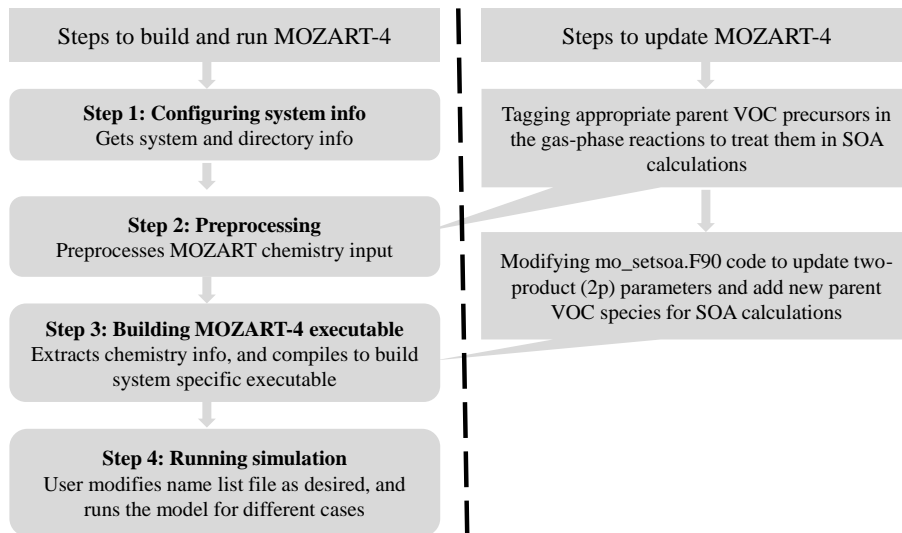 Steps to build and run MOZART-4
Step 1: Configuring system info
Gets system and directory info
Step 2: Preprocessing
Preprocesses MOZART chemistry input
Step 3: Building MOZART-4 executable
Extracts chemistry info, and compiles to build
system specific executable
Step 4: Running simulation
User modifies name list file as desired, and
runs the model for different cases
Steps to update MOZART-4
Tagging appropriate parent VOC precursors in
the gas-phase reactions to treat them in SOA
calculations
Modifying mo_setsoa.F90 code to update two-
product (2p) parameters and add new parent
VOC species for SOA calculations